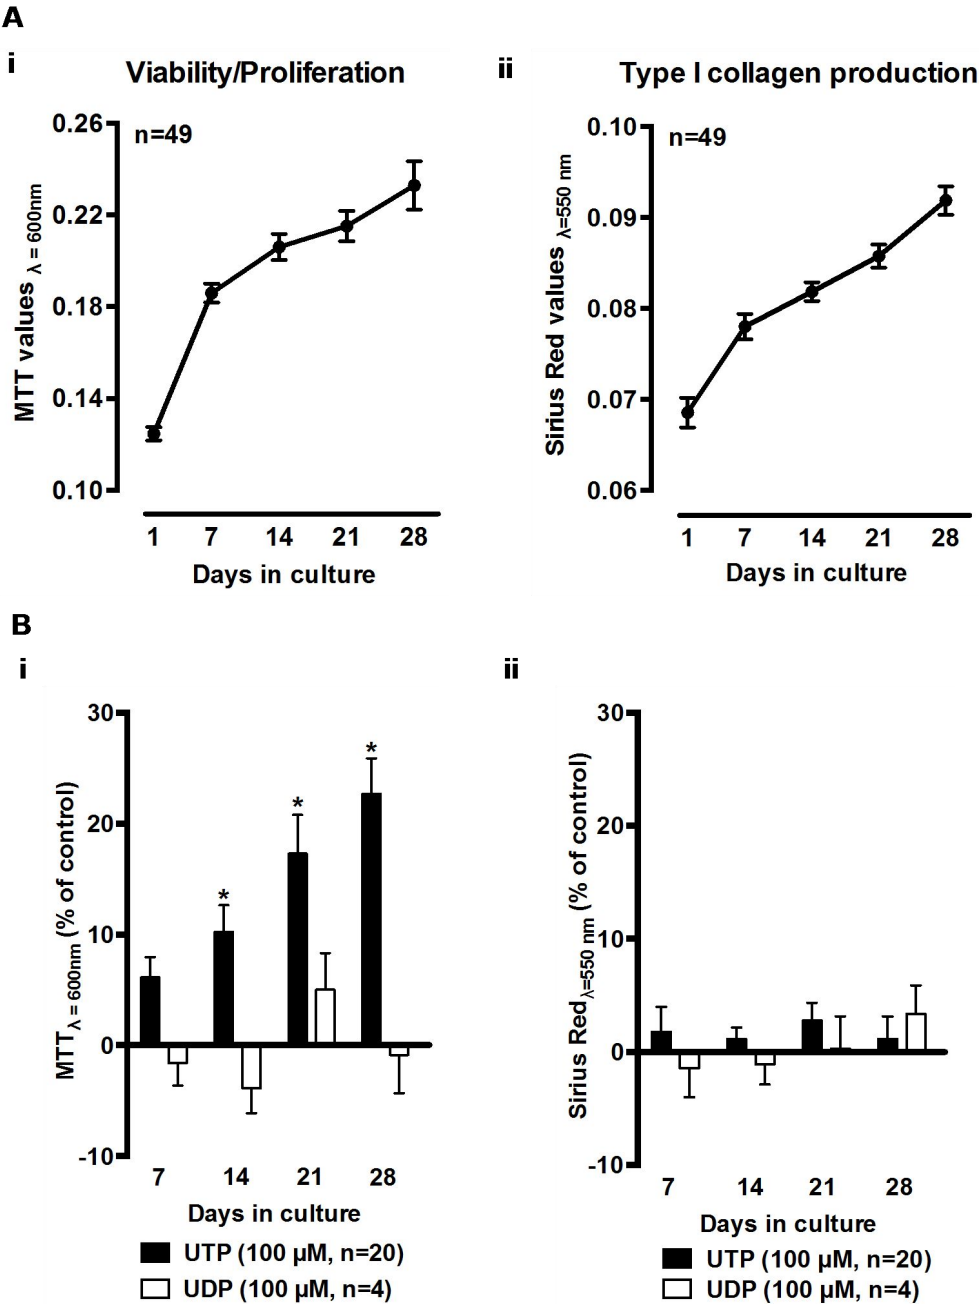 A
i
Viability/Proliferation
n=49
0.26
0.22
0.18
0.14
0.10
MTT values λ = 600nm
1 7 14 21 28
Days in culture
ii
Type I collagen production
n=49
0.10
0.09
0.08
0.07
0.06
Sirius Red values λ=550 nm
1 7 14 21 28
Days in culture
B
i
30
20
10
0
-10
MTT λ = 600nm (% of control)
*
*
*
7 14 21 28
Days in culture
UTP (100 µM, n=20)
UDP (100 µM, n=4)
ii
30
20
10
0
-10
Sirius Red λ=550 nm (% of control)
7 14 21 28
Days in culture
UTP (100 µM, n=20)
UDP (100 µM, n=4)